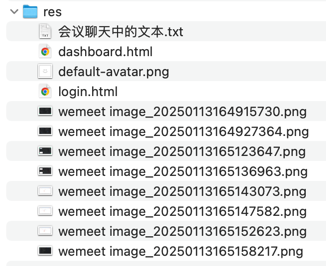 res
会议聊天中的文本.txt
dashboard.html
default-avatar.png
login.html
wemeet image_20250113164915730.png
wemeet image_20250113164927364.png
wemeet image_20250113165123647.png
wemeet image_20250113165136963.png
wemeet image_20250113165143073.png
wemeet image_20250113165147582.png
wemeet image_20250113165152623.png
wemeet image_20250113165158217.png